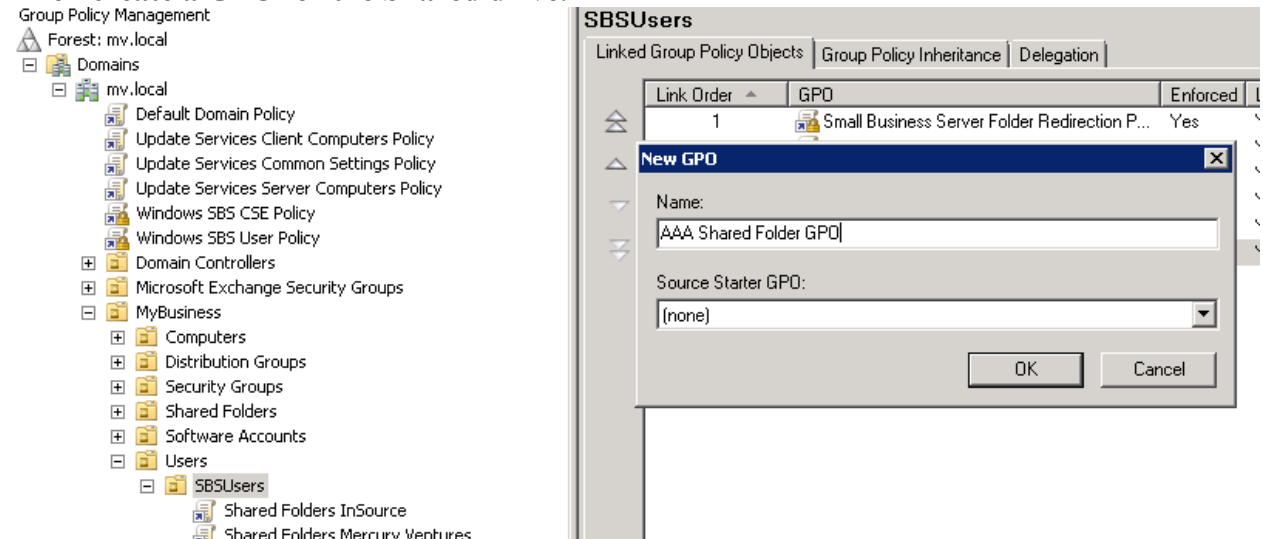 Group Policy Management
Forest: mv.local
Domains
mv.local
Default Domain Policy
Update Services Client Computers Policy
Update Services Common Settings Policy
Update Services Server Computers Policy
Windows SBS CSE Policy
Windows SBS User Policy
Domain Controllers
Microsoft Exchange Security Groups
MyBusiness
Computers
Distribution Groups
Security Groups
Shared Folders
Software Accounts
Users
SBSUsers
Shared Folders InSource
Shared Folders Mercury Ventures
SBSUsers
Linked Group Policy Objects Group Policy Inheritance Delegation
Link Order GPO Enforced
1 Small Business Server Folder Redirection P... Yes
New GPO
Name:
AAA Shared Folder GPO
Source Starter GPO:
(none)
OK Cancel